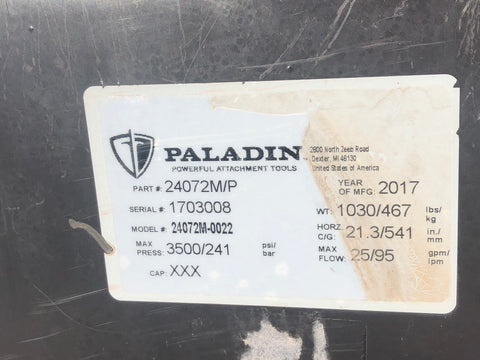 PALADIN
POWERFUL ATTACHMENT TOOLS
2800 North Zeeb Road
Dexter, MI 48130
United States of America
PART #: 24072M/P
YEAR OF MFG: 2017
SERIAL #: 1703008
WT: 1030/467 lbs/kg
MODEL #: 24072M-0022
HORZ. C/G: 21.3/541 in./mm
MAX PRESS: 3500/241 psi/bar
MAX FLOW: 25/95 gpm/lpm
CAP: XXX